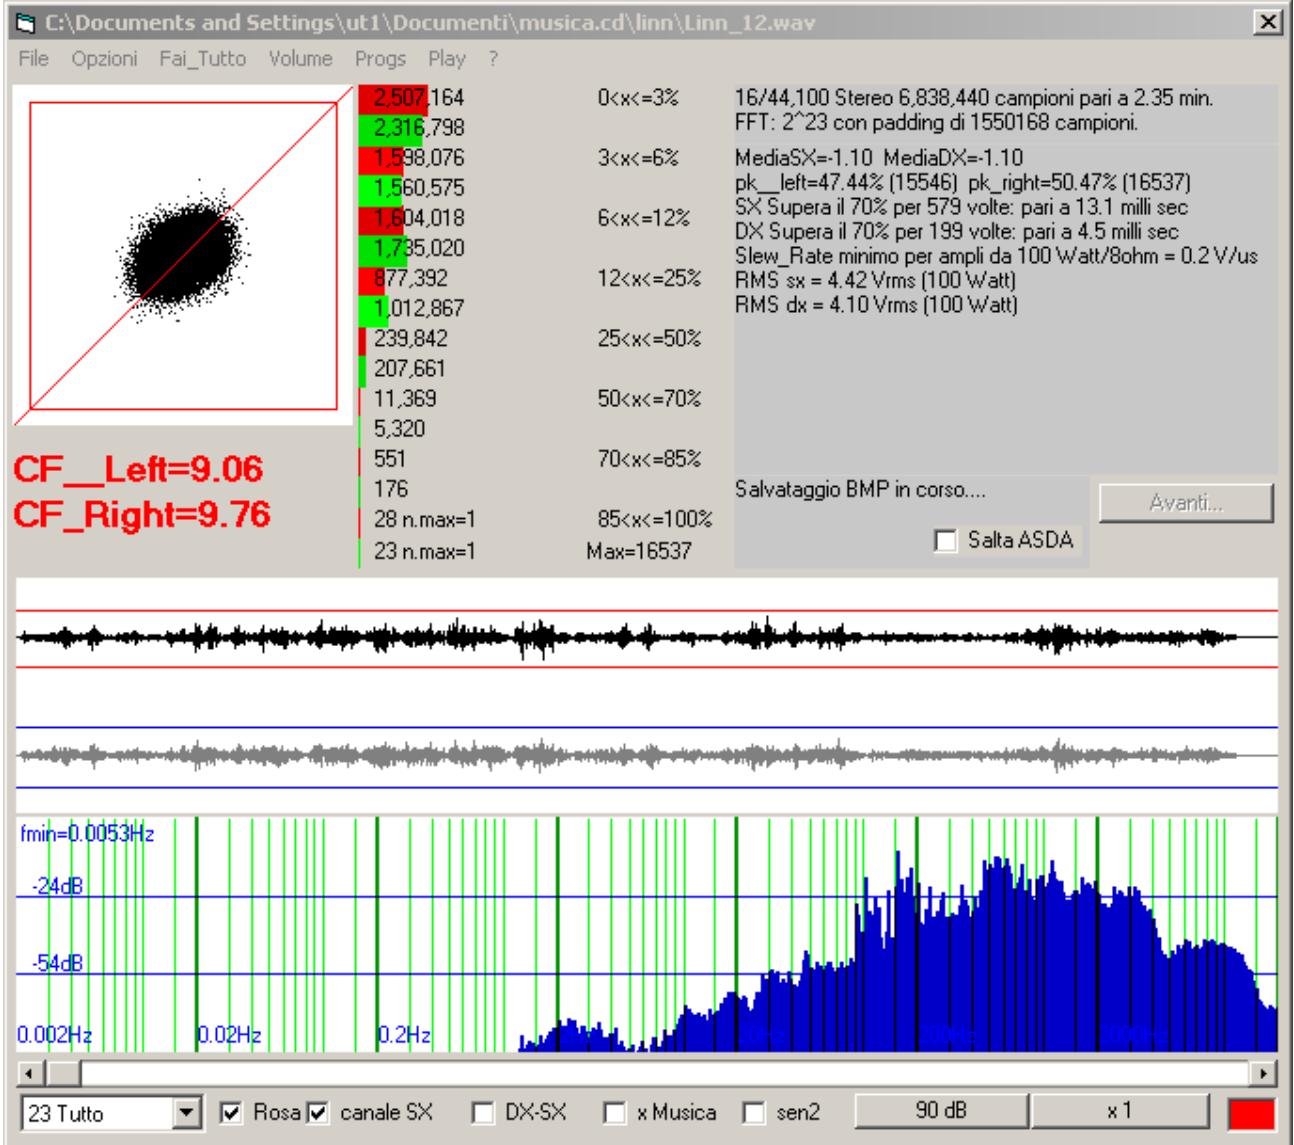 C:\Documents and Settings\ut1\Documenti\musica.cd\linn\Linn_12.wav
File Opzioni Fai_Tutto Volume Progs Play ?
2,507,164 0<x<=3%
2,316,798
1,598,076 3<x<=6%
1,560,575
1,604,018 6<x<=12%
1,735,020
877,392 12<x<=25%
1,012,867
239,842 25<x<=50%
207,661
11,369 50<x<=70%
5,320
551 70<x<=85%
176
28 n.max=1 85<x<=100%
23 n.max=1 Max=16537
CF__Left=9.06
CF_Right=9.76
16/44,100 Stereo 6,838,440 campioni pari a 2.35 min.
FFT: 2^23 con padding di 1550168 campioni.
MediaSX=-1.10 MediaDX=-1.10
pk__left=47.44% (15546) pk_right=50.47% (16537)
SX Supera il 70% per 579 volte: pari a 13.1 milli sec
DX Supera il 70% per 199 volte: pari a 4.5 milli sec
Slew_Rate minimo per ampli da 100 Watt/8ohm = 0.2 V/us
RMS sx = 4.42 Vrms (100 Watt)
RMS dx = 4.10 Vrms (100 Watt)
Salvataggio BMP in corso....
Avanti...
Salta ASDA
fmin=0.0053Hz
-24dB
-54dB
0.002Hz 0.02Hz 0.2Hz 20Hz 200Hz 2000Hz
23 Tutto Rosa canale SX DX-SX x Musica sen2 90 dB x 1